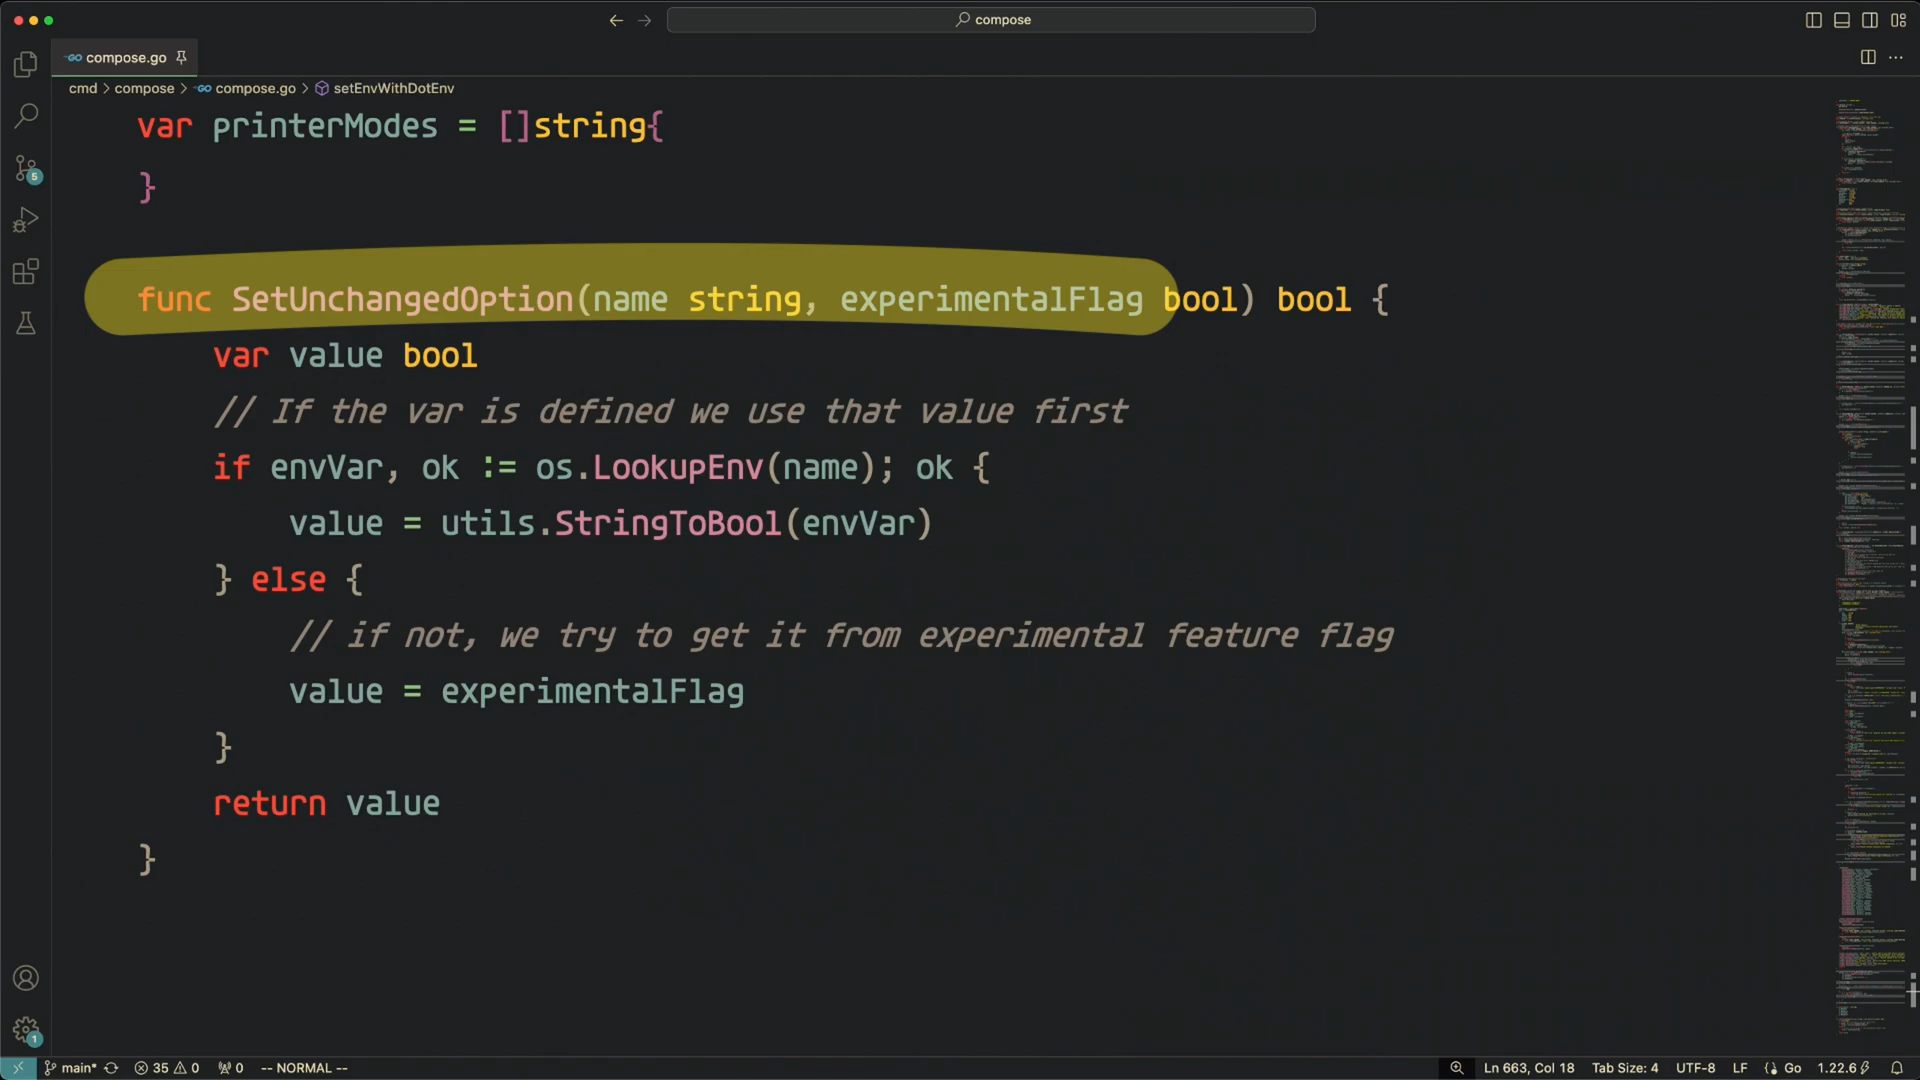 compose
compose.go
cmd > compose > compose.go > setEnvWithDotEnv
var printerModes = []string{
}
func SetUnchangedOption(name string, experimentalFlag bool) bool {
var value bool
// If the var is defined we use that value first
if envVar, ok := os.LookupEnv(name); ok {
value = utils.StringToBool(envVar)
} else {
// if not, we try to get it from experimental feature flag
value = experimentalFlag
}
return value
}
5
1
main* 35 0 0 -- NORMAL -- Ln 663, Col 18 Tab Size: 4 UTF-8 LF Go 1.22.6